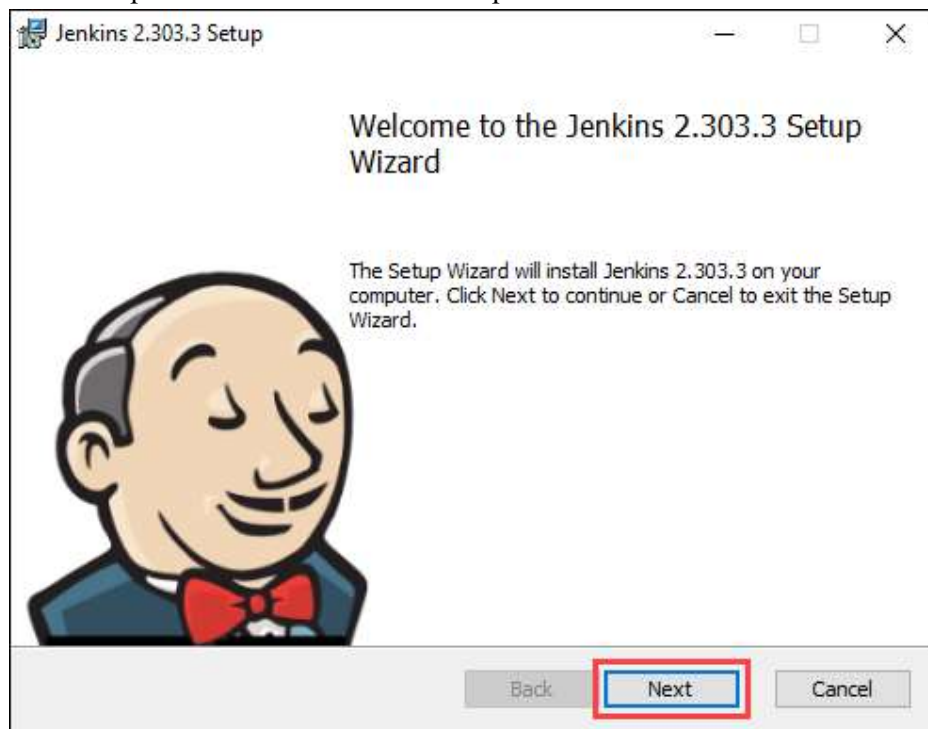 Jenkins 2.303.3 Setup
Welcome to the Jenkins 2.303.3 Setup
Wizard
The Setup Wizard will install Jenkins 2.303.3 on your
computer. Click Next to continue or Cancel to exit the Setup
Wizard.
Back Next Cancel